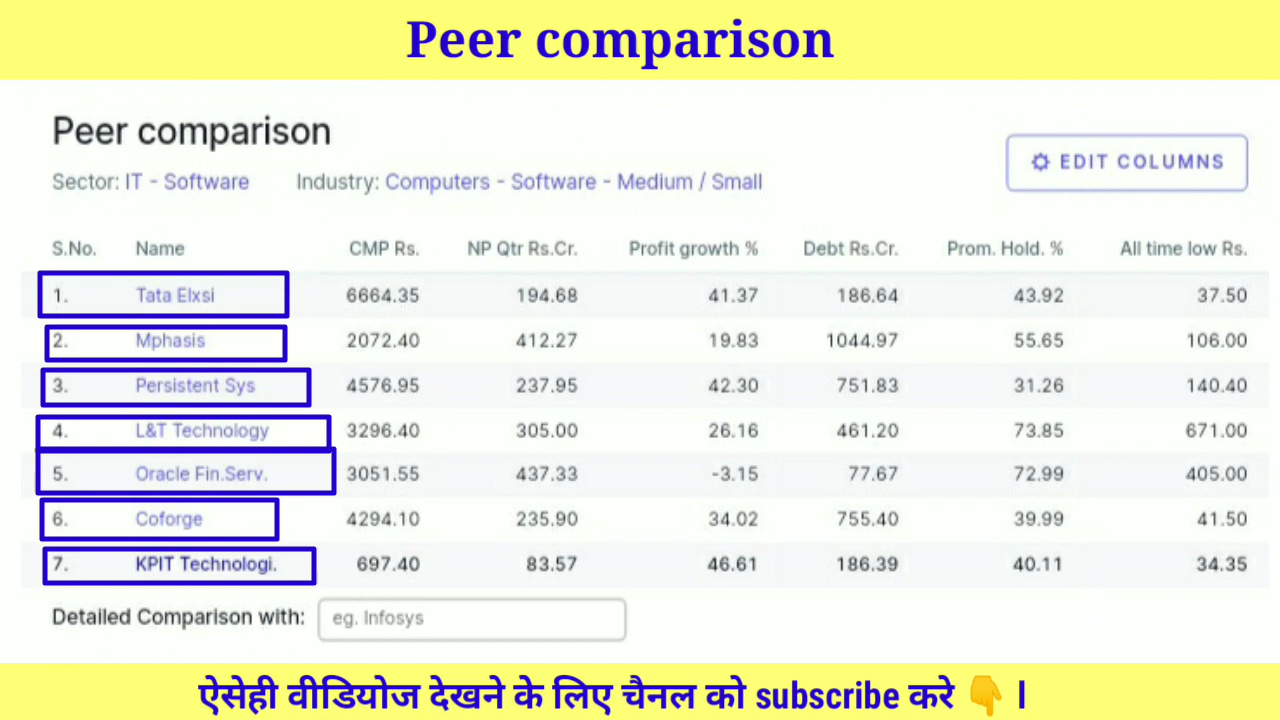 Peer comparison
Peer comparison
EDIT COLUMNS
Sector: IT - Software Industry: Computers - Software - Medium / Small
S.No. Name CMP Rs. NP Qtr Rs.Cr. Profit growth % Debt Rs.Cr. Prom. Hold. % All time low Rs.
1. Tata Elxsi 6664.35 194.68 41.37 186.64 43.92 37.50
2. Mphasis 2072.40 412.27 19.83 1044.97 55.65 106.00
3. Persistent Sys 4576.95 237.95 42.30 751.83 31.26 140.40
4. L&T Technology 3296.40 305.00 26.16 461.20 73.85 671.00
5. Oracle Fin.Serv. 3051.55 437.33 -3.15 77.67 72.99 405.00
6. Coforge 4294.10 235.90 34.02 755.40 39.99 41.50
7. KPIT Technologi. 697.40 83.57 46.61 186.39 40.11 34.35
Detailed Comparison with: eg. Infosys
ऐसेही वीडियोज देखने के लिए चैनल को subscribe करे 👇 ।